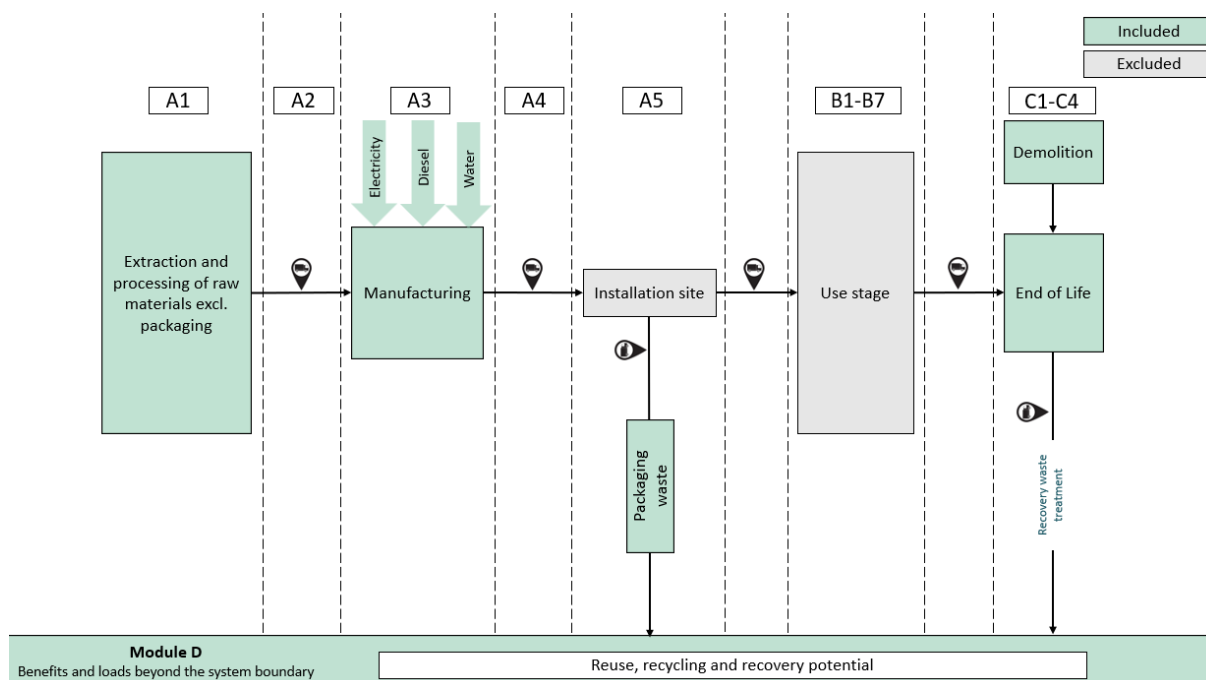 Included
Excluded
A1
A2
A3
A4
A5
B1-B7
C1-C4
Electricity
Diesel
Water
Demolition
Extraction and
processing of raw
materials excl.
packaging
Manufacturing
Installation site
Use stage
End of Life
Packaging
waste
Recovery waste
treatment
Module D
Benefits and loads beyond the system boundary
Reuse, recycling and recovery potential